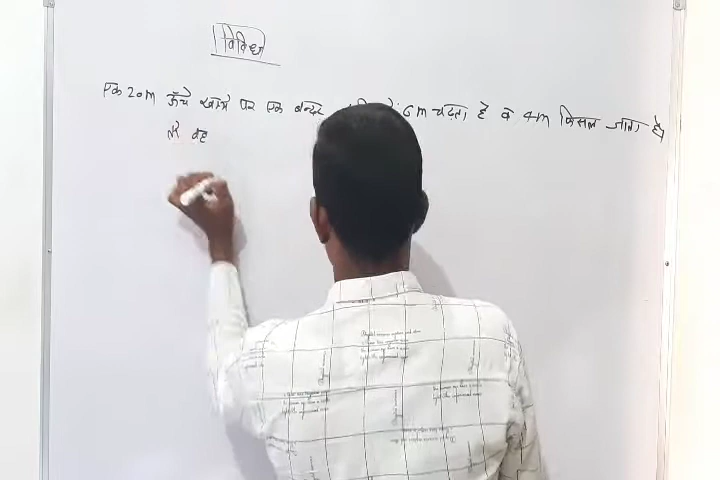 विविध
एक 20m ऊँचे खम्भे पर एक बन्दर 6m चढ़ता है व 4m फिसल जाता है।
तो वह